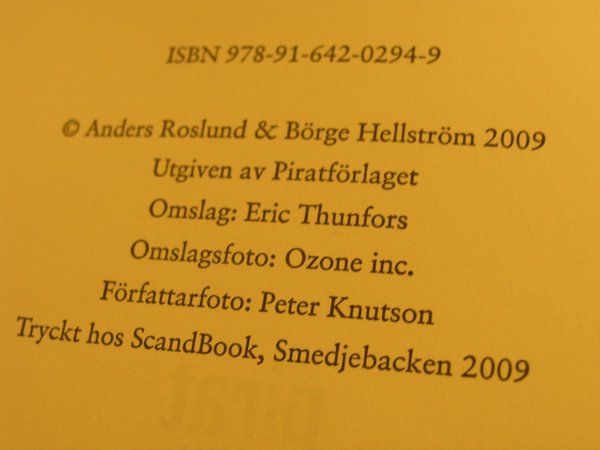 ISBN 978-91-642-0294-9
© Anders Roslund & Börge Hellström 2009
Utgiven av Piratförlaget
Omslag: Eric Thunfors
Omslagsfoto: Ozone inc.
Författarfoto: Peter Knutson
Tryckt hos ScandBook, Smedjebacken 2009